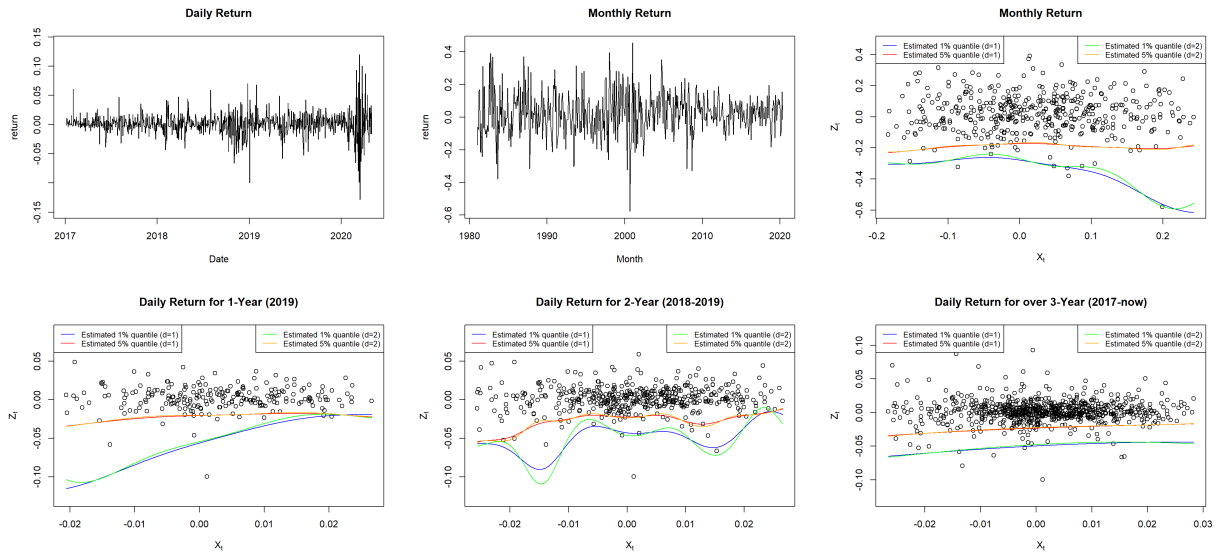 Daily Return
return
0.15
0.10
0.05
0.00
-0.05
-0.15
2017
2018
2019
2020
Date
Monthly Return
return
0.4
0.2
0.0
-0.2
-0.4
-0.6
1980
1990
2000
2010
2020
Month
Monthly Return
Estimated 1% quantile (d=1)
Estimated 5% quantile (d=1)
Estimated 1% quantile (d=2)
Estimated 5% quantile (d=2)
Zt
0.4
0.2
0.0
-0.2
-0.4
-0.6
-0.2
-0.1
0.0
0.1
0.2
Xt
Daily Return for 1-Year (2019)
Estimated 1% quantile (d=1)
Estimated 5% quantile (d=1)
Estimated 1% quantile (d=2)
Estimated 5% quantile (d=2)
Zt
0.05
0.00
-0.05
-0.10
-0.02
-0.01
0.00
0.01
0.02
Xt
Daily Return for 2-Year (2018-2019)
Estimated 1% quantile (d=1)
Estimated 5% quantile (d=1)
Estimated 1% quantile (d=2)
Estimated 5% quantile (d=2)
Zt
0.05
0.00
-0.05
-0.10
-0.02
-0.01
0.00
0.01
0.02
Xt
Daily Return for over 3-Year (2017-now)
Estimated 1% quantile (d=1)
Estimated 5% quantile (d=1)
Estimated 1% quantile (d=2)
Estimated 5% quantile (d=2)
Zt
0.10
0.05
0.00
-0.05
-0.10
-0.02
-0.01
0.00
0.01
0.02
0.03
Xt